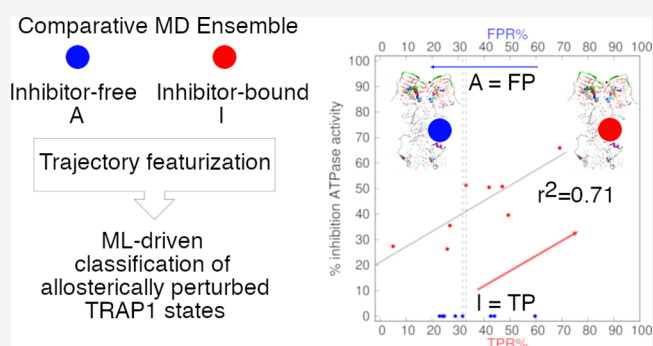 Comparative MD Ensemble
Inhibitor-free
A
Inhibitor-bound
I
Trajectory featurization
ML-driven
classification of
allosterically perturbed
TRAP1 states
FPR%
0 10 20 30 40 50 60 70 80 90 100
100
90
80
70
60
50
40
30
20
10
0
% inhibition ATPase activity
A = FP
r2=0.71
I = TP
0 10 20 30 40 50 60 70 80 90 100
TPR%